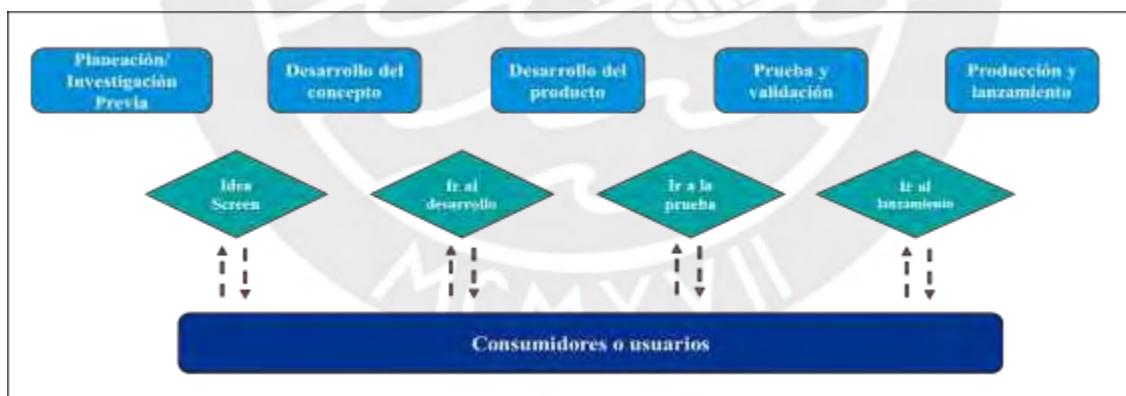 Planeación/
Investigación
Previa
Desarrollo del
concepto
Desarrollo del
producto
Prueba y
validación
Producción y
lanzamiento
Idea
Screen
Ir al
desarrollo
Ir a la
prueba
Ir al
lanzamiento
Consumidores o usuarios
MCMXVII